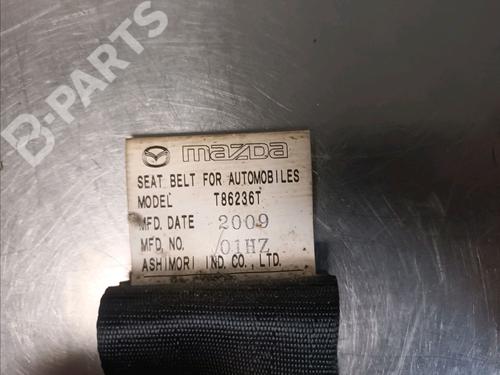 B-PARTS
mazda
SEAT BELT FOR AUTOMOBILES
MODEL T86236T
MFD. DATE 2009
MFD. NO. 01HZ
ASHIMORI IND. CO., LTD.